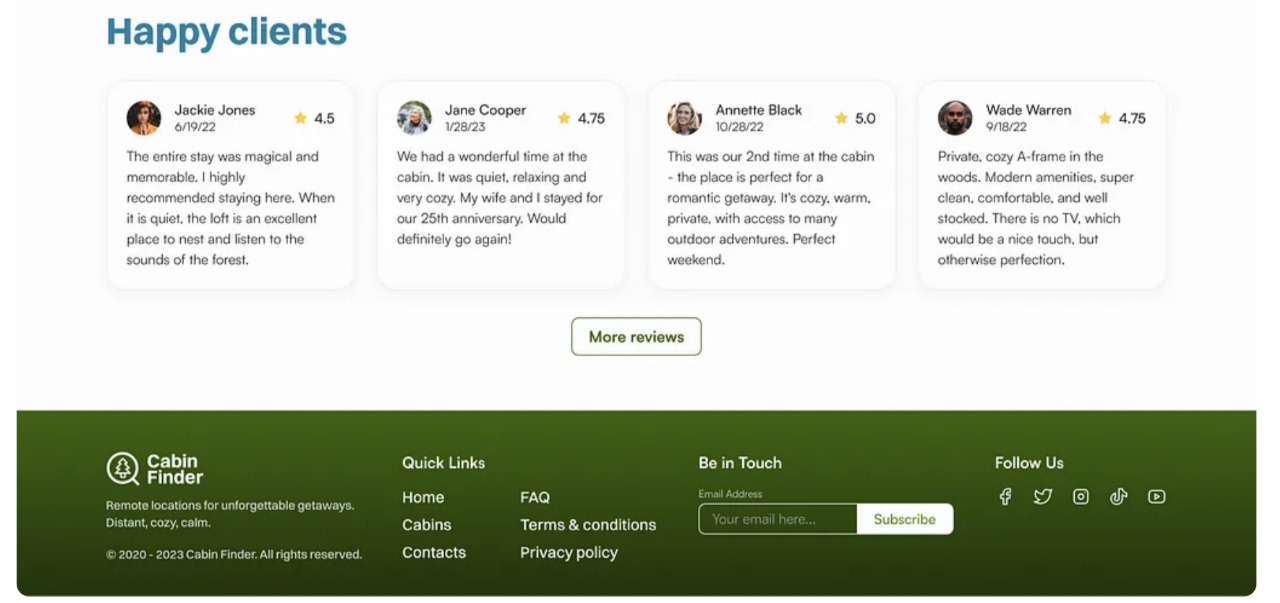 Happy clients
Jackie Jones
6/19/22
4.5
The entire stay was magical and
memorable. I highly
recommended staying here. When
it is quiet, the loft is an excellent
place to nest and listen to the
sounds of the forest.
Jane Cooper
1/28/23
4.75
We had a wonderful time at the
cabin. It was quiet, relaxing and
very cozy. My wife and I stayed for
our 25th anniversary. Would
definitely go again!
Annette Black
10/28/22
5.0
This was our 2nd time at the cabin
- the place is perfect for a
romantic getaway. It's cozy, warm,
private, with access to many
outdoor adventures. Perfect
weekend.
Wade Warren
9/18/22
4.75
Private, cozy A-frame in the
woods. Modern amenities, super
clean, comfortable, and well
stocked. There is no TV, which
would be a nice touch, but
otherwise perfection.
More reviews
Cabin
Finder
Remote locations for unforgettable getaways.
Distant, cozy, calm.
© 2020 - 2023 Cabin Finder. All rights reserved.
Quick Links
Home
Cabins
Contacts
FAQ
Terms & conditions
Privacy policy
Be in Touch
Email Address
Your email here...
Subscribe
Follow Us